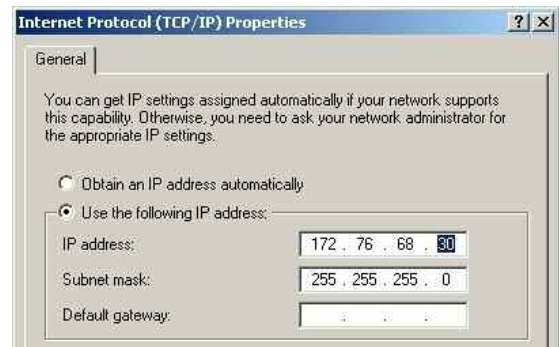 Internet Protocol (TCP/IP) Properties ? ×
General
You can get IP settings assigned automatically if your network supports
this capability. Otherwise, you need to ask your network administrator for
the appropriate IP settings.
Obtain an IP address automatically
Use the following IP address:
IP address: 172 . 76 . 68 . 30
Subnet mask: 255 . 255 . 255 . 0
Default gateway: . . .